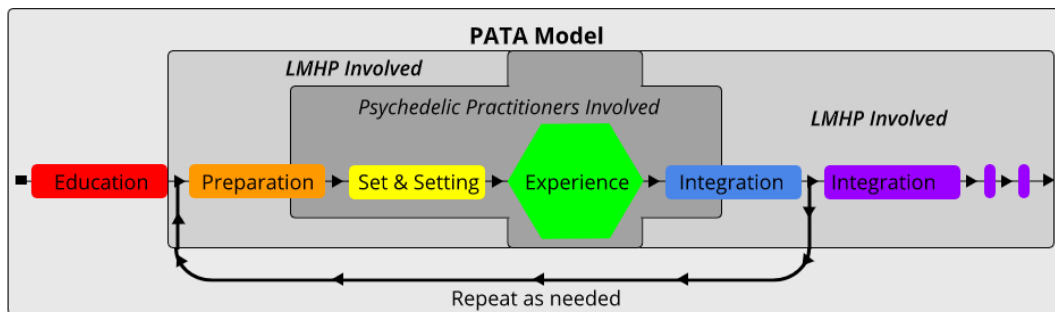 PATA Model
LMHP Involved
Psychedelic Practitioners Involved
LMHP Involved
Education
Preparation
Set & Setting
Experience
Integration
Integration
Repeat as needed